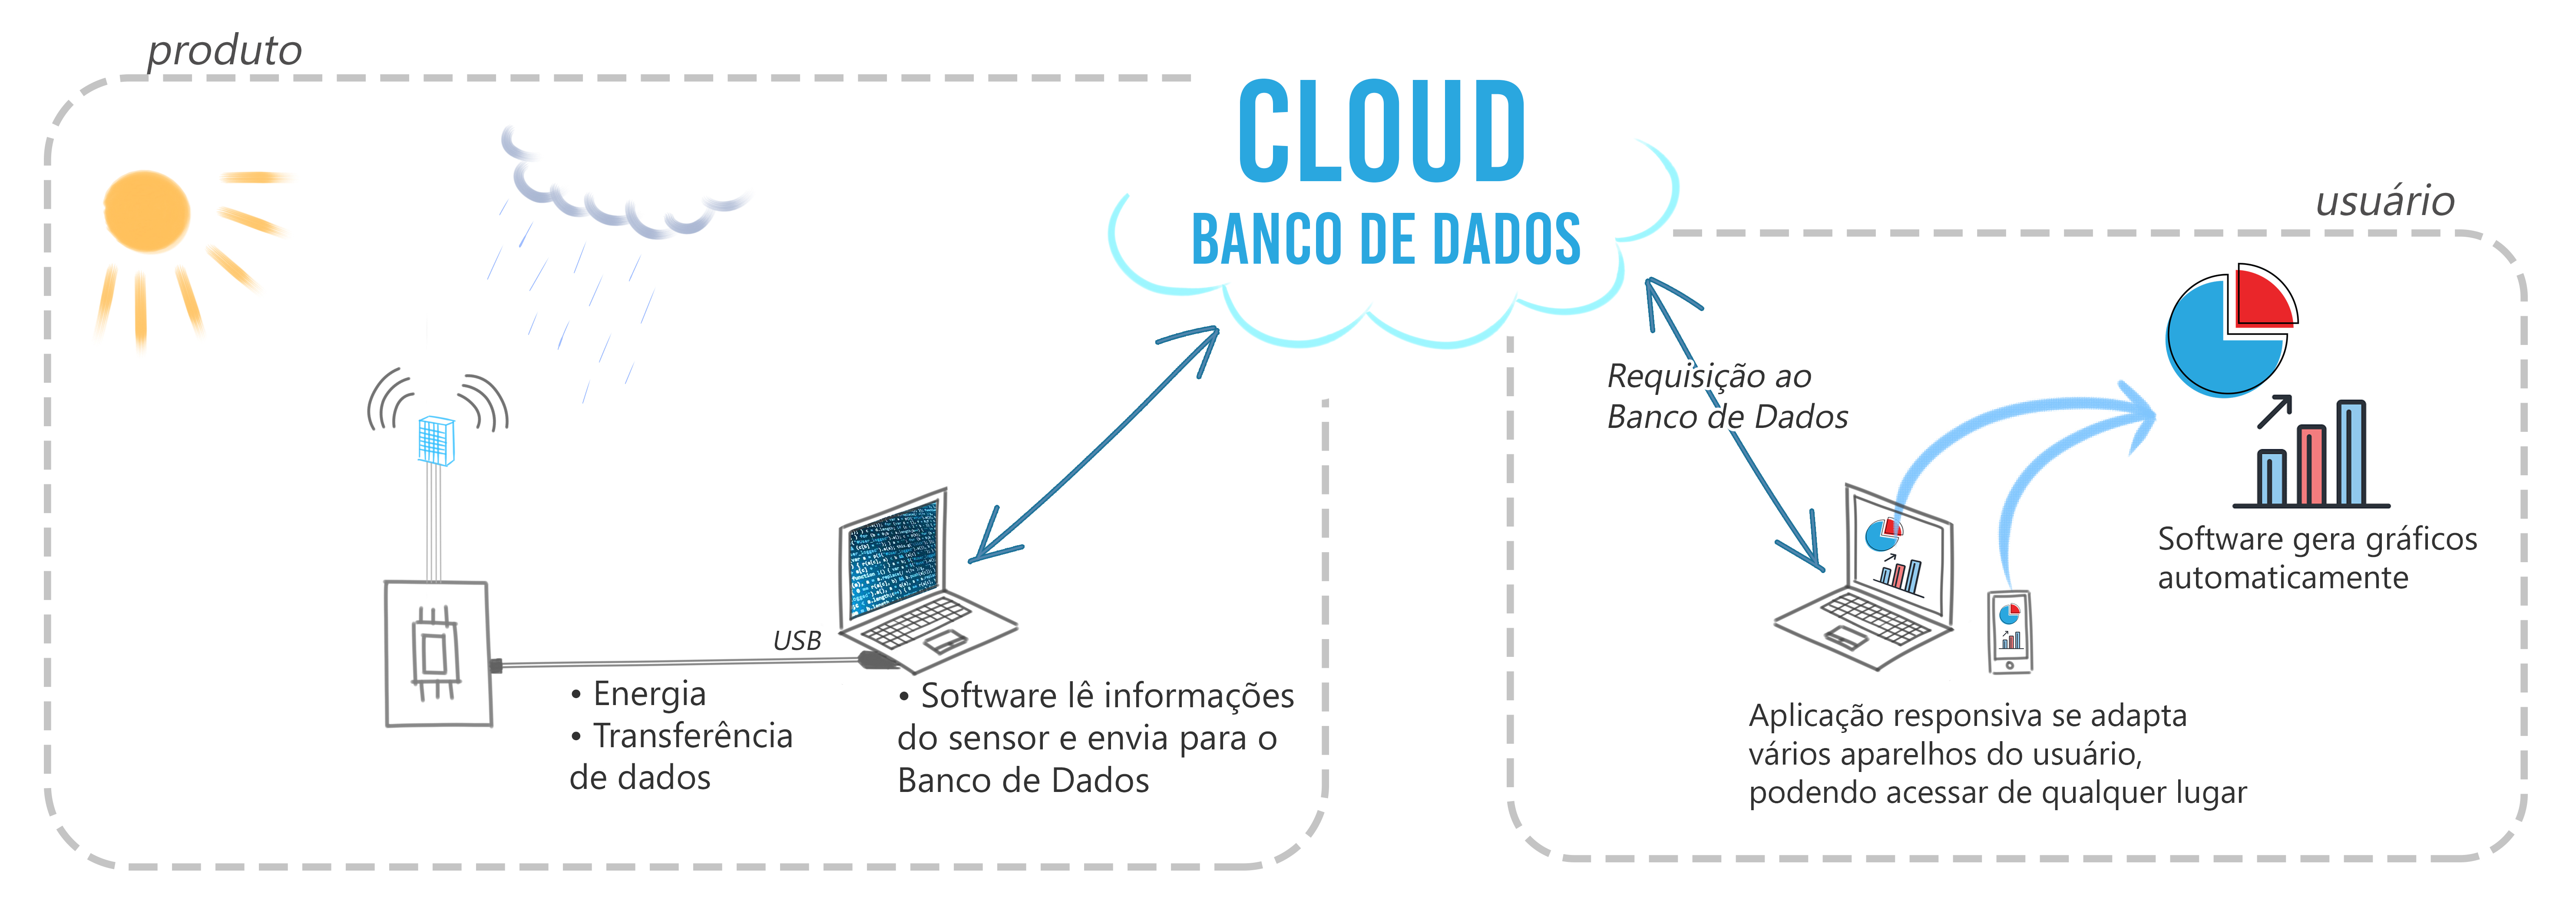 produto
CLOUD
BANCO DE DADOS
usuário
Requisição ao
Banco de Dados
Software gera gráficos
automaticamente
USB
• Energia
• Transferência
de dados
• Software lê informações
do sensor e envia para o
Banco de Dados
Aplicação responsiva se adapta
vários aparelhos do usuário,
podendo acessar de qualquer lugar